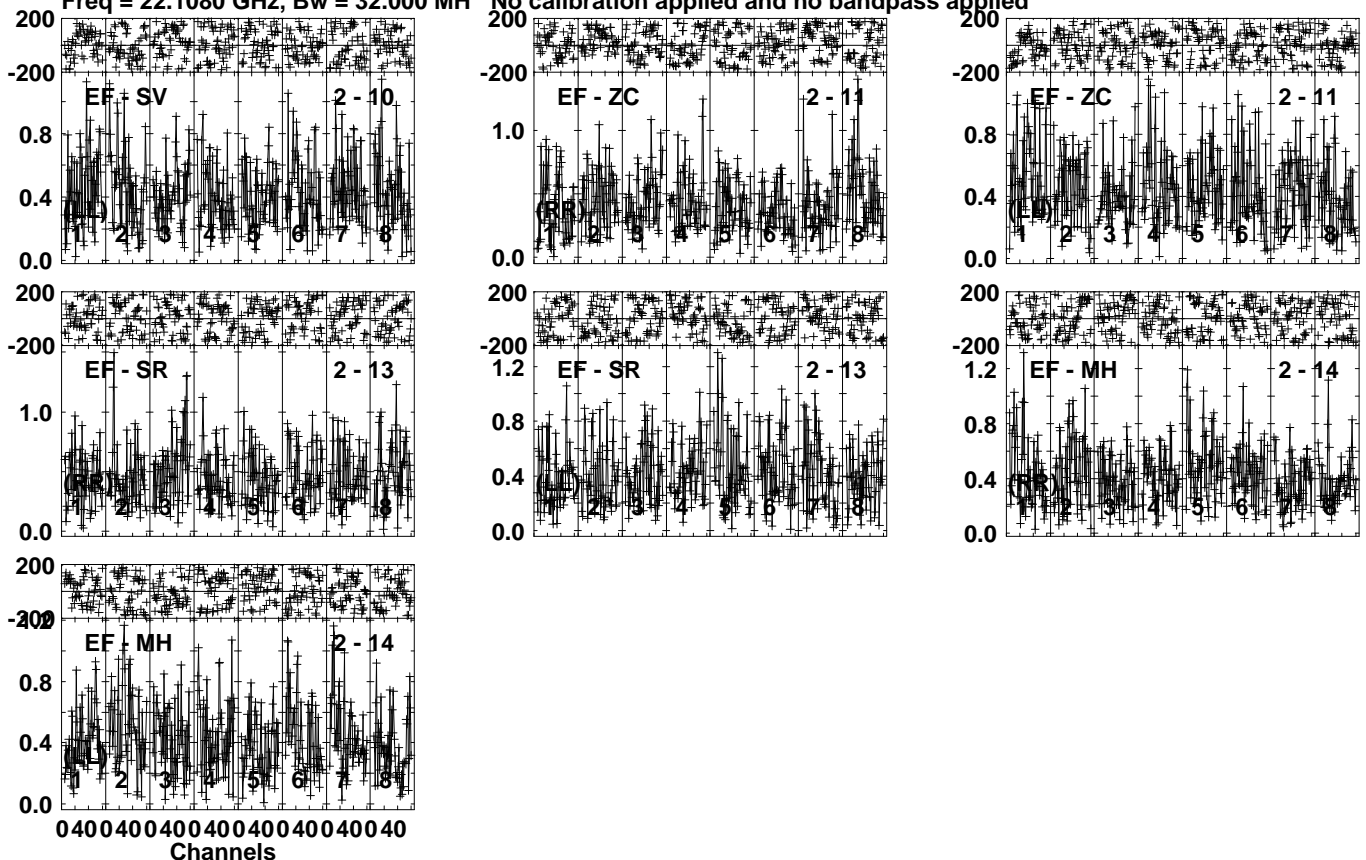 Freq = 22.1080 GHz, Bw = 32.000 MH No calibration applied and no bandpass applied
200
-200
EF - SV 2 - 10
0.8
0.4
0.0
(LL)
1 2 3 4 5 6 7 8
200
-200
EF - ZC 2 - 11
1.0
0.0
(RR)
1 2 3 4 5 6 7 8
200
-200
EF - ZC 2 - 11
0.8
0.4
0.0
(LL)
1 2 3 4 5 6 7 8
200
-200
EF - SR 2 - 13
1.0
0.0
(RR)
1 2 3 4 5 6 7 8
200
-200
EF - SR 2 - 13
1.2
0.8
0.4
0.0
(LL)
1 2 3 4 5 6 7 8
200
-200
EF - MH 2 - 14
1.2
0.8
0.4
0.0
(RR)
1 2 3 4 5 6 7 8
200
-200
1.2
EF - MH 2 - 14
0.8
0.4
0.0
(LL)
1 2 3 4 5 6 7 8
0 40 0 40 0 40 0 40 0 40 0 40 0 40 0 40
Channels